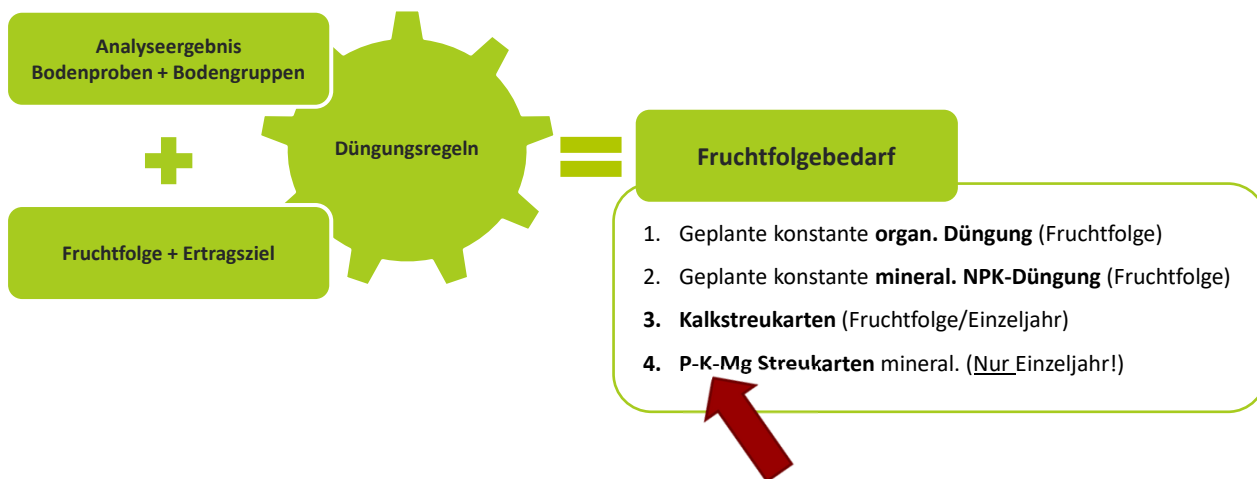 Analyseergebnis
Bodenproben + Bodengruppen
Düngungsregeln
Fruchtfolge + Ertragsziel
Fruchtfolgebedarf
1. Geplante konstante organ. Düngung (Fruchtfolge)
2. Geplante konstante mineral. NPK-Düngung (Fruchtfolge)
3. Kalkstreukarten (Fruchtfolge/Einzeljahr)
4. P-K-Mg Streukarten mineral. (Nur Einzeljahr!)